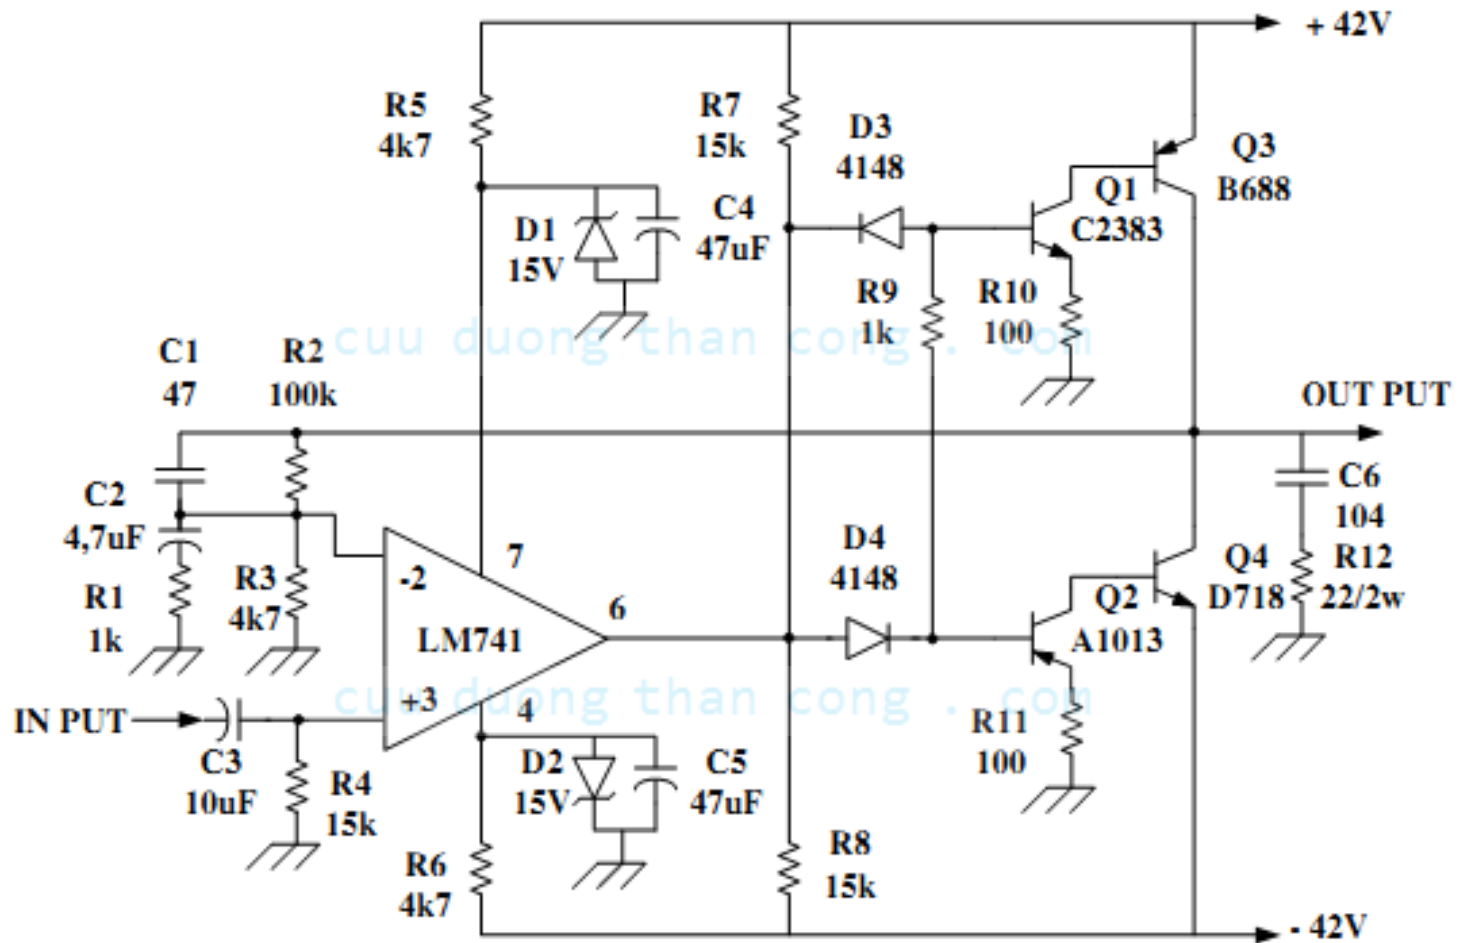 + 42V
R5
4k7
R7
15k
D3
4148
Q3
B688
Q1
C2383
D1
15V
C4
47uF
R9
1k
R10
100
cuu duong than cong . com
C1
47
R2
100k
OUT PUT
C2
4,7uF
C6
104
R1
1k
R3
4k7
-2
7
LM741
6
D4
4148
Q2
A1013
Q4
D718
R12
22/2w
+3
4
cuu duong than cong . com
IN PUT
C3
10uF
R4
15k
D2
15V
C5
47uF
R11
100
R6
4k7
R8
15k
- 42V